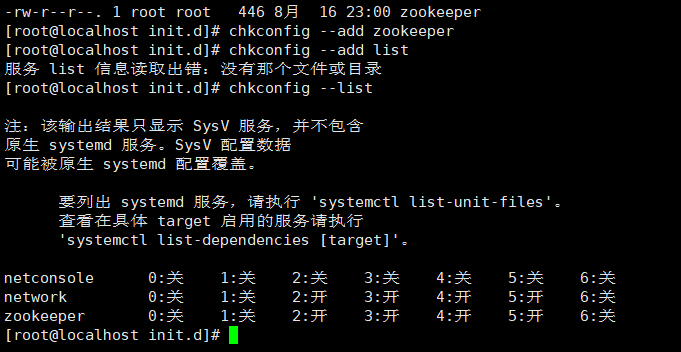 -rw-r--r--. 1 root root   446 8月  16 23:00 zookeeper
[root@localhost init.d]# chkconfig --add zookeeper
[root@localhost init.d]# chkconfig --add list
服务 list 信息读取出错：没有那个文件或目录
[root@localhost init.d]# chkconfig --list
注：该输出结果只显示 SysV 服务，并不包含
原生 systemd 服务。SysV 配置数据
可能被原生 systemd 配置覆盖。
要列出 systemd 服务，请执行 'systemctl list-unit-files'。
查看在具体 target 启用的服务请执行
'systemctl list-dependencies [target]'。
netconsole      0:关    1:关    2:关    3:关    4:关    5:关    6:关
network         0:关    1:关    2:开    3:开    4:开    5:开    6:关
zookeeper       0:关    1:关    2:开    3:开    4:开    5:开    6:关
[root@localhost init.d]#